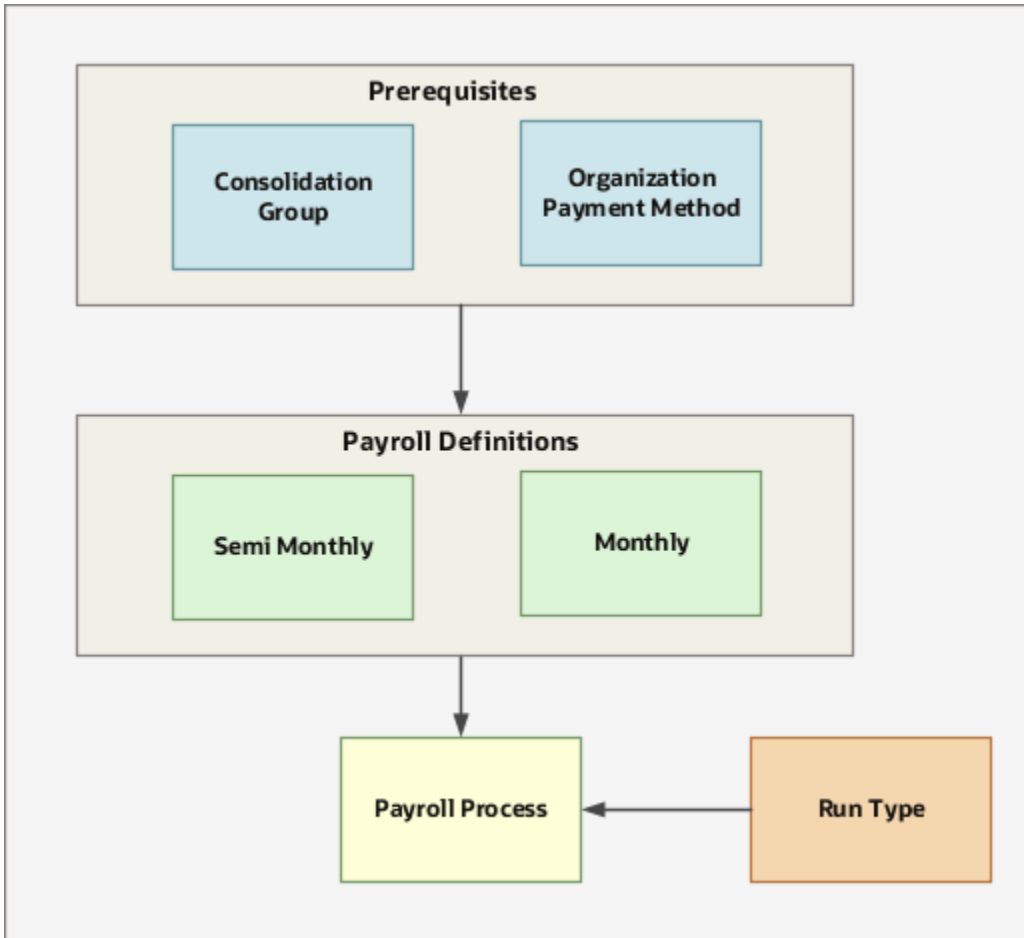 Prerequisites
Consolidation
Group
Organization
Payment Method
Payroll Definitions
Semi Monthly
Monthly
Payroll Process
Run Type